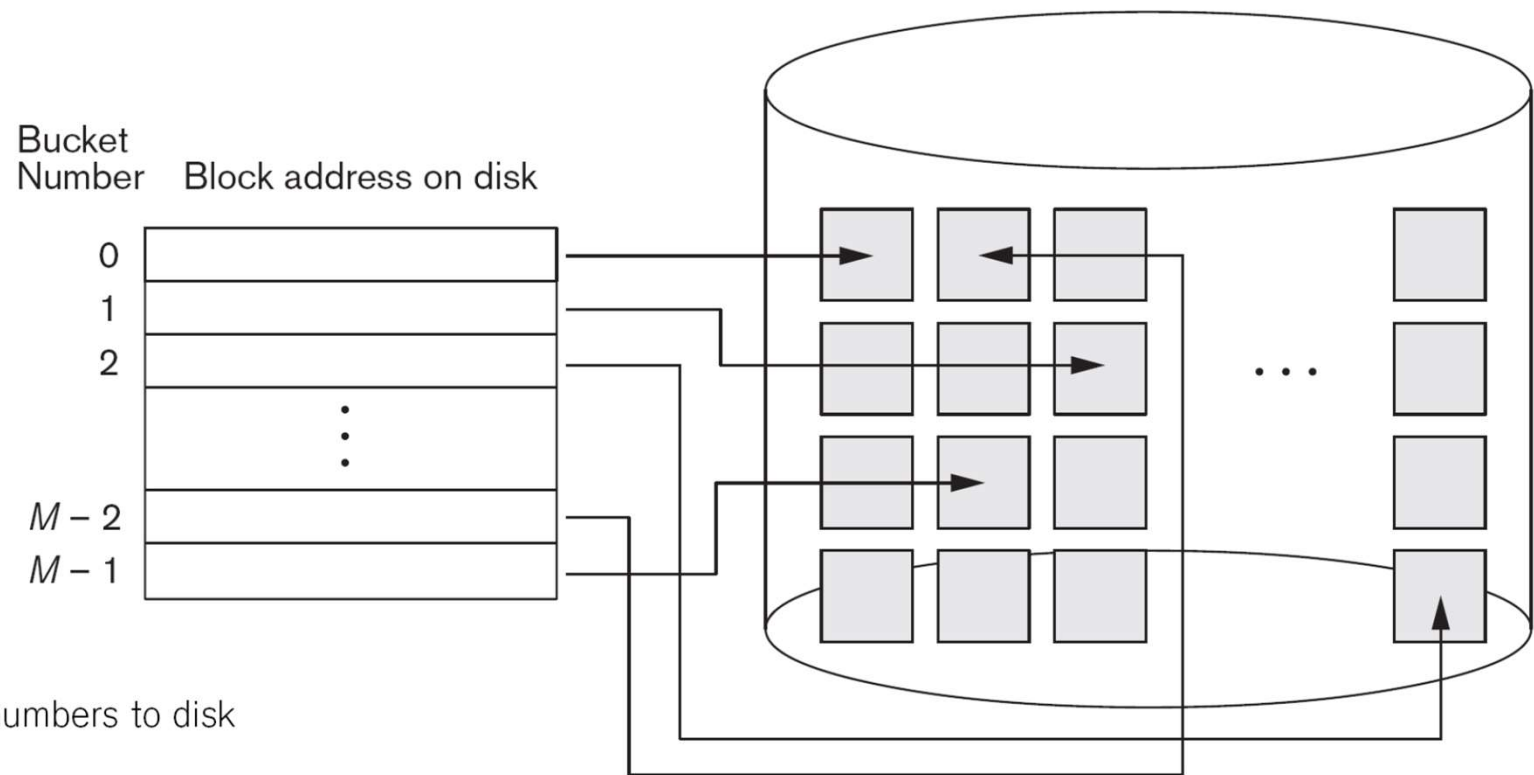 Bucket
Number Block address on disk
0
1
2
M – 2
M – 1
. . .
umbers to disk